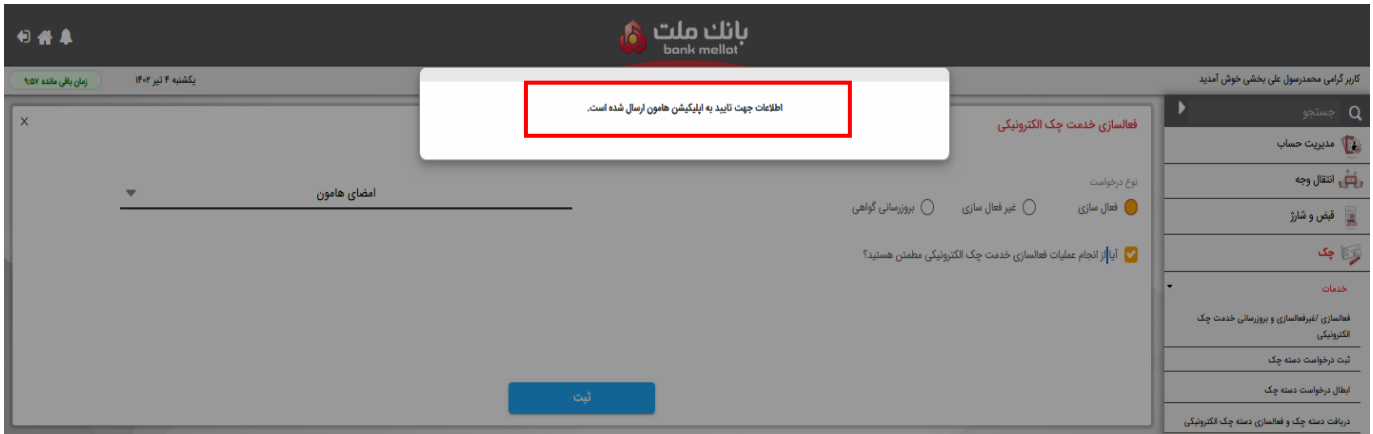 بانك ملت
bank mellat
یکشنبه ۴ تیر ۱۴۰۲
زمان باقی مانده ۹:۵۷
کاربر گرامی محمدرسول علی بخشی خوش آمدید
اطلاعات جهت تایید به اپلیکیشن هامون ارسال شده است.
جستجو
مدیریت حساب
انتقال وجه
قبض و شارژ
چک
خدمات
فعالسازی /غیرفعالسازی و بروزرسانی خدمت چک
الکترونیکی
ثبت درخواست دسته چک
ابطال درخواست دسته چک
دریافت دسته چک و فعالسازی دسته چک الکترونیکی
فعالسازی خدمت چک الکترونیکی
X
نوع درخواست
فعال سازی
غیر فعال سازی
بروزرسانی گواهی
امضای هامون
آیا از انجام عملیات فعالسازی خدمت چک الکترونیکی مطمئن هستید؟
ثبت